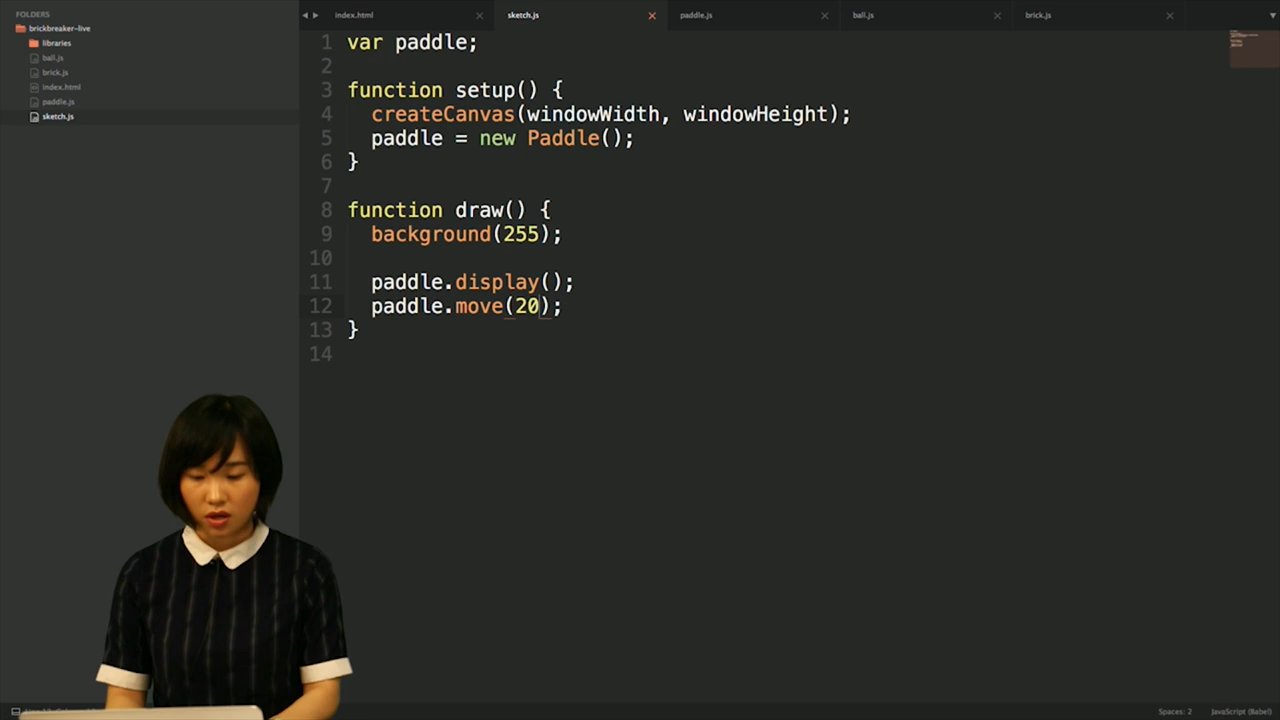 FOLDERS
brickbreaker-live
libraries
ball.js
brick.js
index.html
paddle.js
sketch.js
index.html
sketch.js
paddle.js
ball.js
brick.js
1 var paddle;
2
3 function setup() {
4 createCanvas(windowWidth, windowHeight);
5 paddle = new Paddle();
6 }
7
8 function draw() {
9 background(255);
10
11 paddle.display();
12 paddle.move(20);
13 }
14
Spaces: 2
JavaScript (Babel)